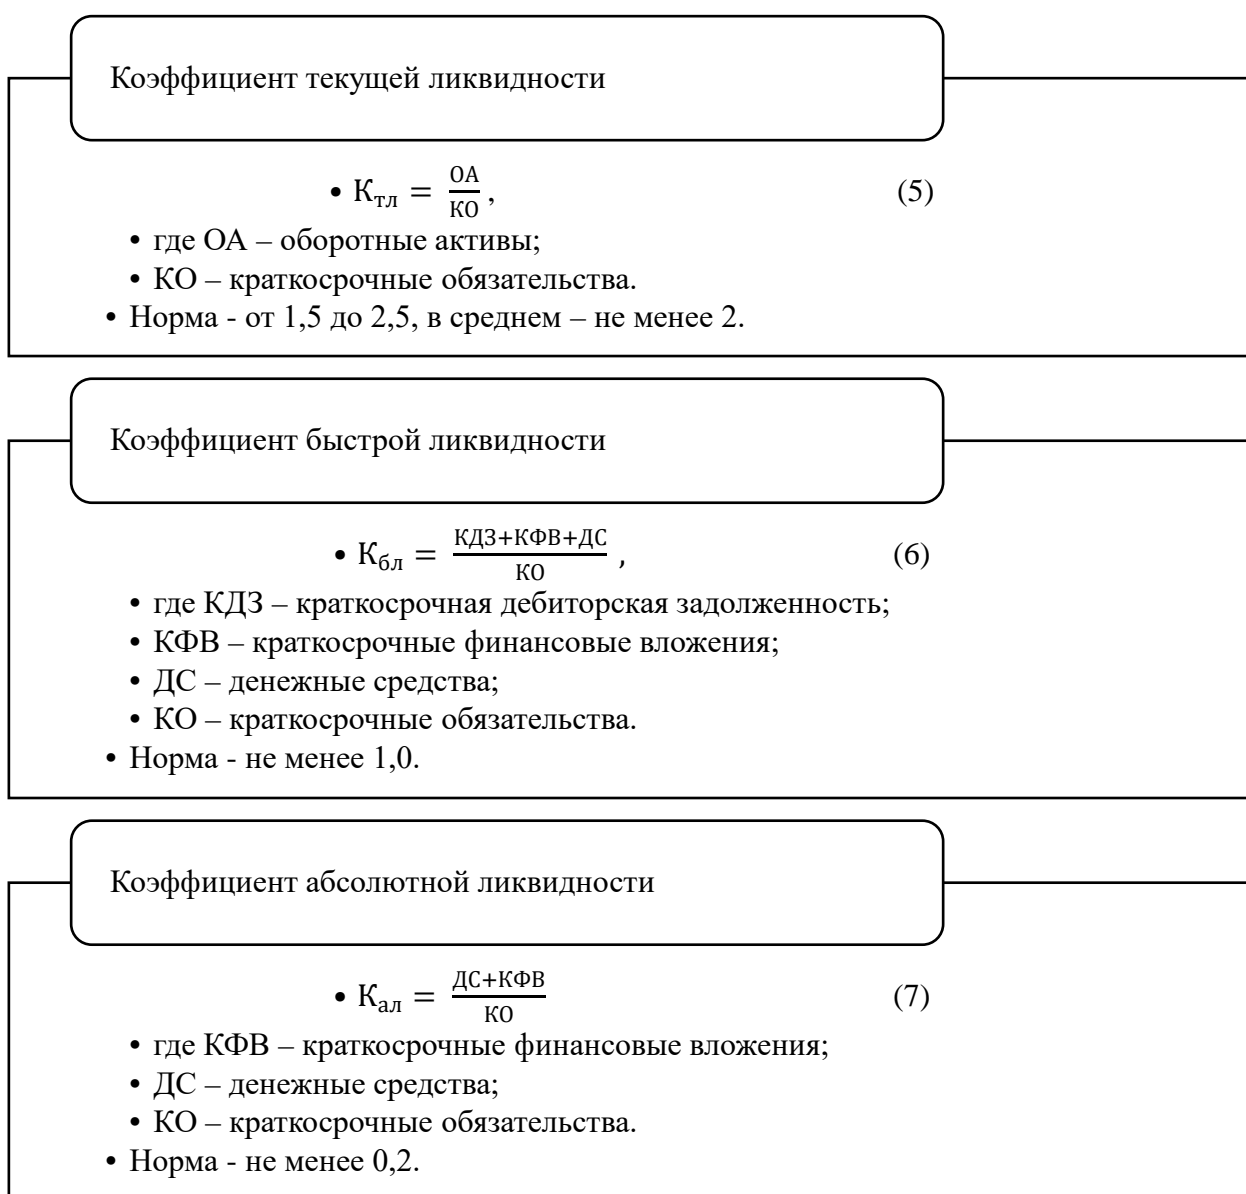 Коэффициент текущей ликвидности
• К_тл = ОА/КО , (5)
• где ОА – оборотные активы;
• КО – краткосрочные обязательства.
• Норма - от 1,5 до 2,5, в среднем – не менее 2.
Коэффициент быстрой ликвидности
• К_бл = КДЗ+КФВ+ДС/КО , (6)
• где КДЗ – краткосрочная дебиторская задолженность;
• КФВ – краткосрочные финансовые вложения;
• ДС – денежные средства;
• КО – краткосрочные обязательства.
• Норма - не менее 1,0.
Коэффициент абсолютной ликвидности
• К_ал = ДС+КФВ/КО (7)
• где КФВ – краткосрочные финансовые вложения;
• ДС – денежные средства;
• КО – краткосрочные обязательства.
• Норма - не менее 0,2.